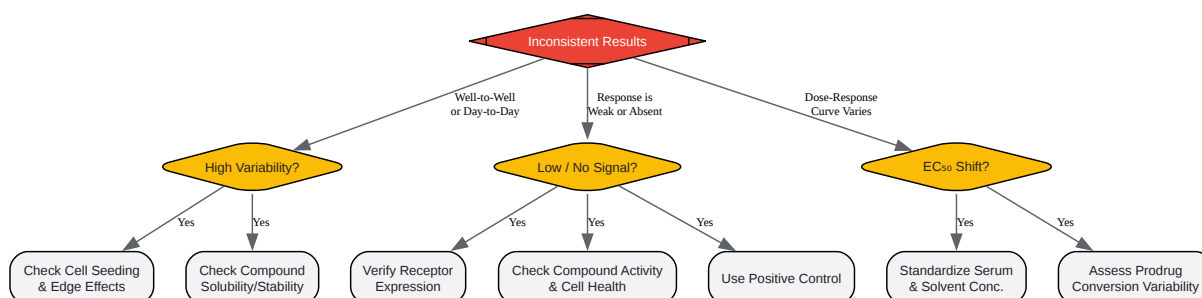 Inconsistent Results
Well-to-Well
or Day-to-Day
Response is
Weak or Absent
Dose-Response
Curve Varies
High Variability?
Low / No Signal?
EC₅₀ Shift?
Yes
Yes
Yes
Yes
Yes
Yes
Yes
Check Cell Seeding
& Edge Effects
Check Compound
Solubility/Stability
Verify Receptor
Expression
Check Compound Activity
& Cell Health
Use Positive Control
Standardize Serum
& Solvent Conc.
Assess Prodrug
Conversion Variability